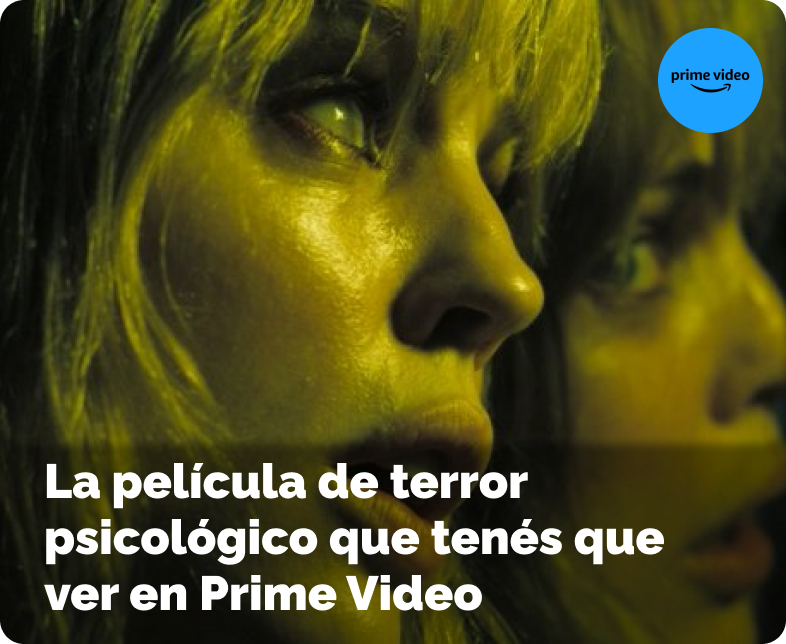 prime video
La película de terror
psicológico que tenés que
ver en Prime Video